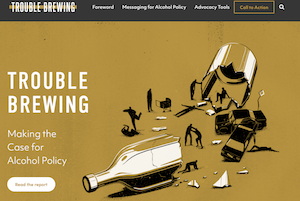 TROUBLE BREWING
Foreword
Messaging for Alcohol Policy
Advocacy Tools
Call to Action
TROUBLE
BREWING
Making the
Case for
Alcohol Policy
Read the report